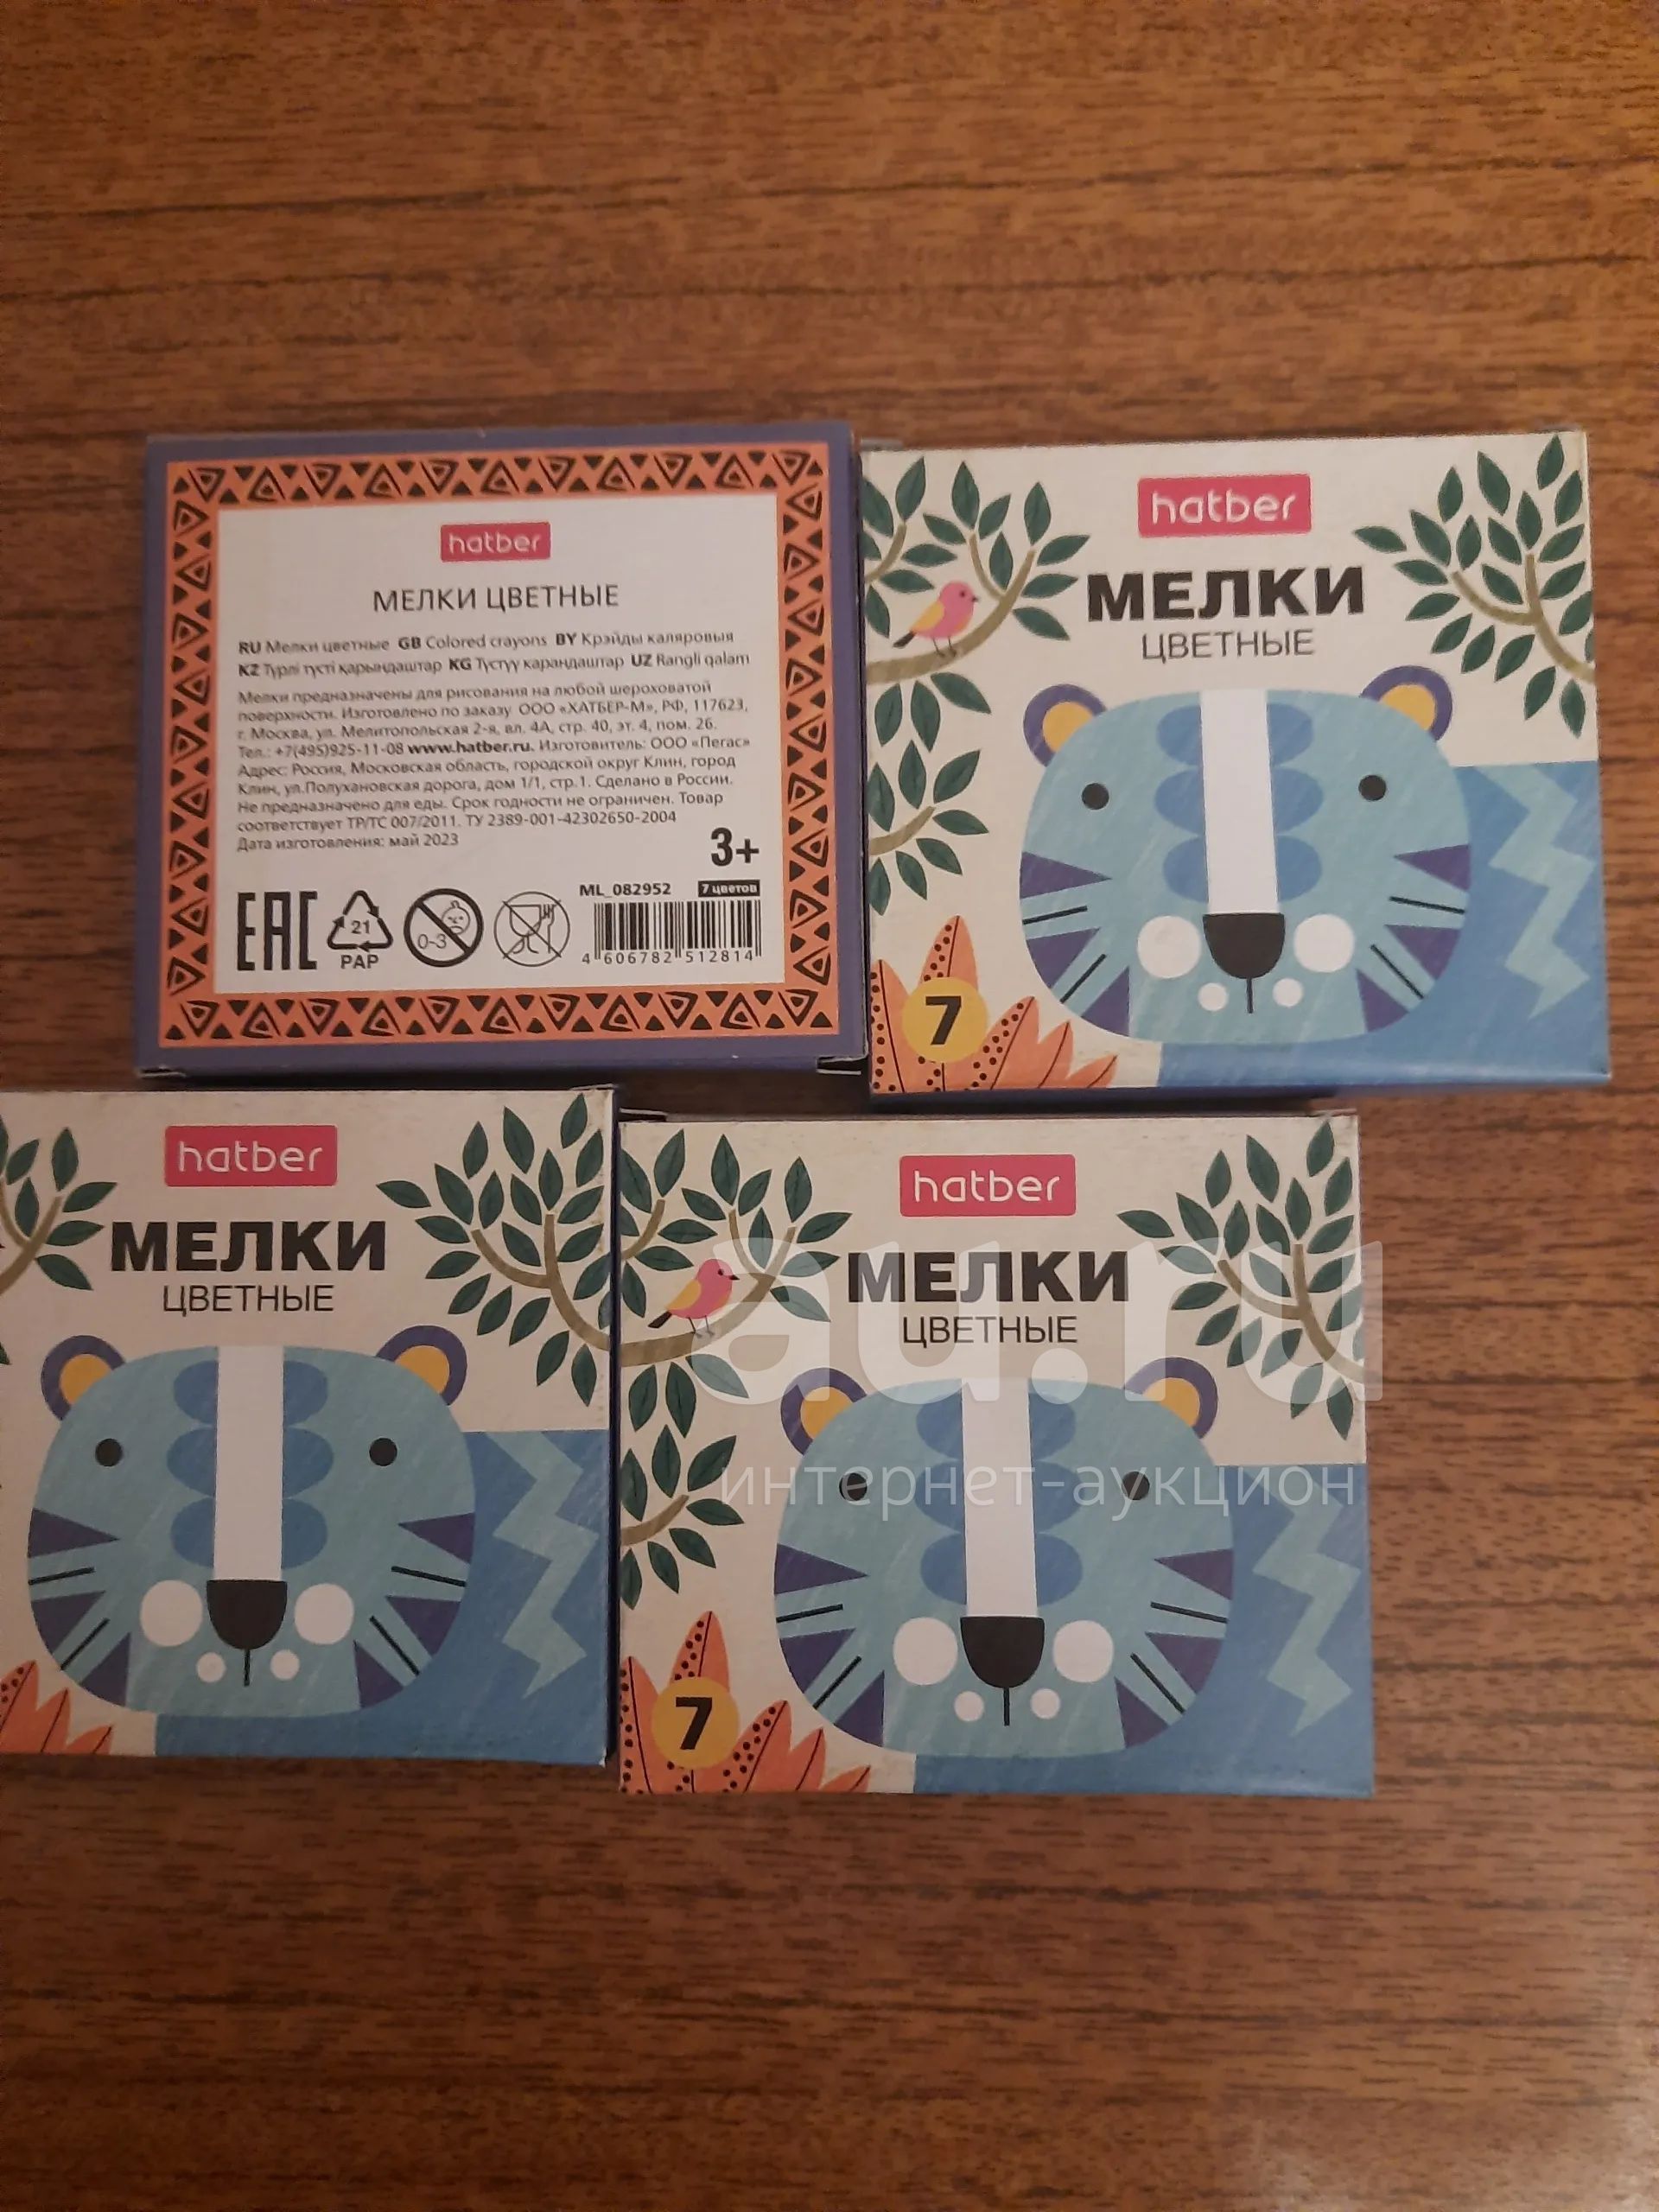 hatber
МЕЛКИ ЦВЕТНЫЕ
RU Мелки цветные GB Colored crayons BY Крэйды каляровыя
KZ Түрлі түсті қарындаштар KG Түстүү карандаштар UZ Rangli qalam
Мелки предназначены для рисования на любой шероховатой
поверхности. Изготовлено по заказу ООО «ХАТБЕР-М», РФ, 117623,
г. Москва, ул. Мелитопольская 2-я, вл. 4А, стр. 40, эт. 4, пом. 26.
Тел.: +7(495)925-11-08 www.hatber.ru. Изготовитель: ООО «Пегас»
Адрес: Россия, Московская область, городской округ Клин, город
Клин, ул.Полухановская дорога, дом 1/1, стр.1. Сделано в России.
Не предназначено для еды. Срок годности не ограничен. Товар
соответствует ТР/ТС 007/2011. ТУ 2389-001-42302650-2004
Дата изготовления: май 2023
3+
EAC
21
PAP
0-3
ML_082952 7 цветов
4 606782 512814
hatber
МЕЛКИ
ЦВЕТНЫЕ
7
hatber
МЕЛКИ
ЦВЕТНЫЕ
hatber
МЕЛКИ
ЦВЕТНЫЕ
7
au.ru
интернет-аукцион